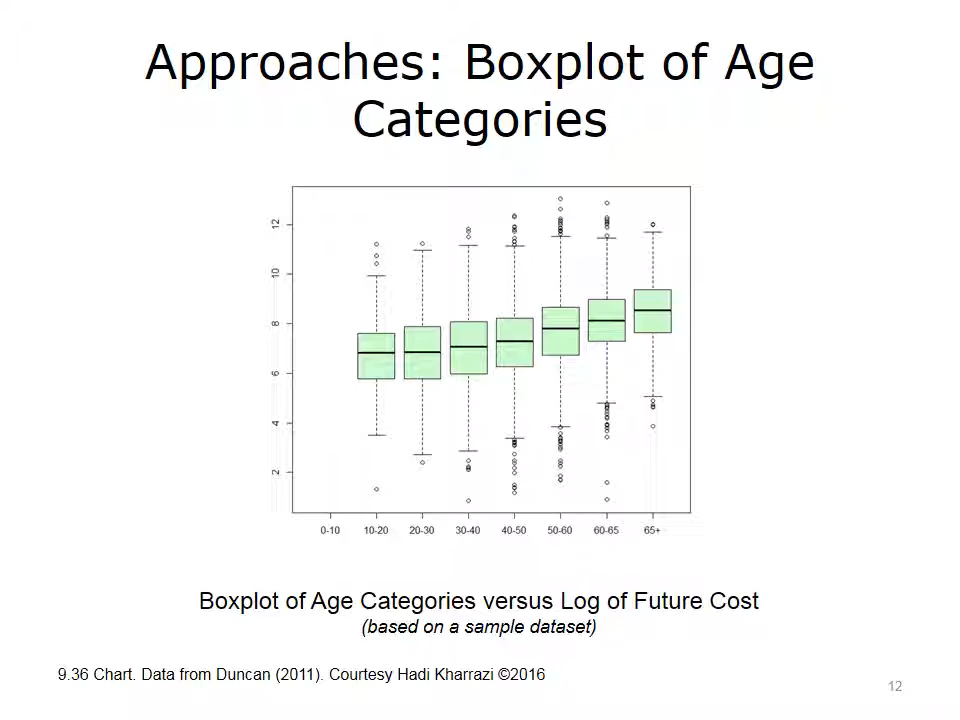 Approaches: Boxplot of Age
Categories
12
10
8
6
4
2
0-10 10-20 20-30 30-40 40-50 50-60 60-65 65+
Boxplot of Age Categories versus Log of Future Cost
(based on a sample dataset)
9.36 Chart. Data from Duncan (2011). Courtesy Hadi Kharrazi ©2016
12